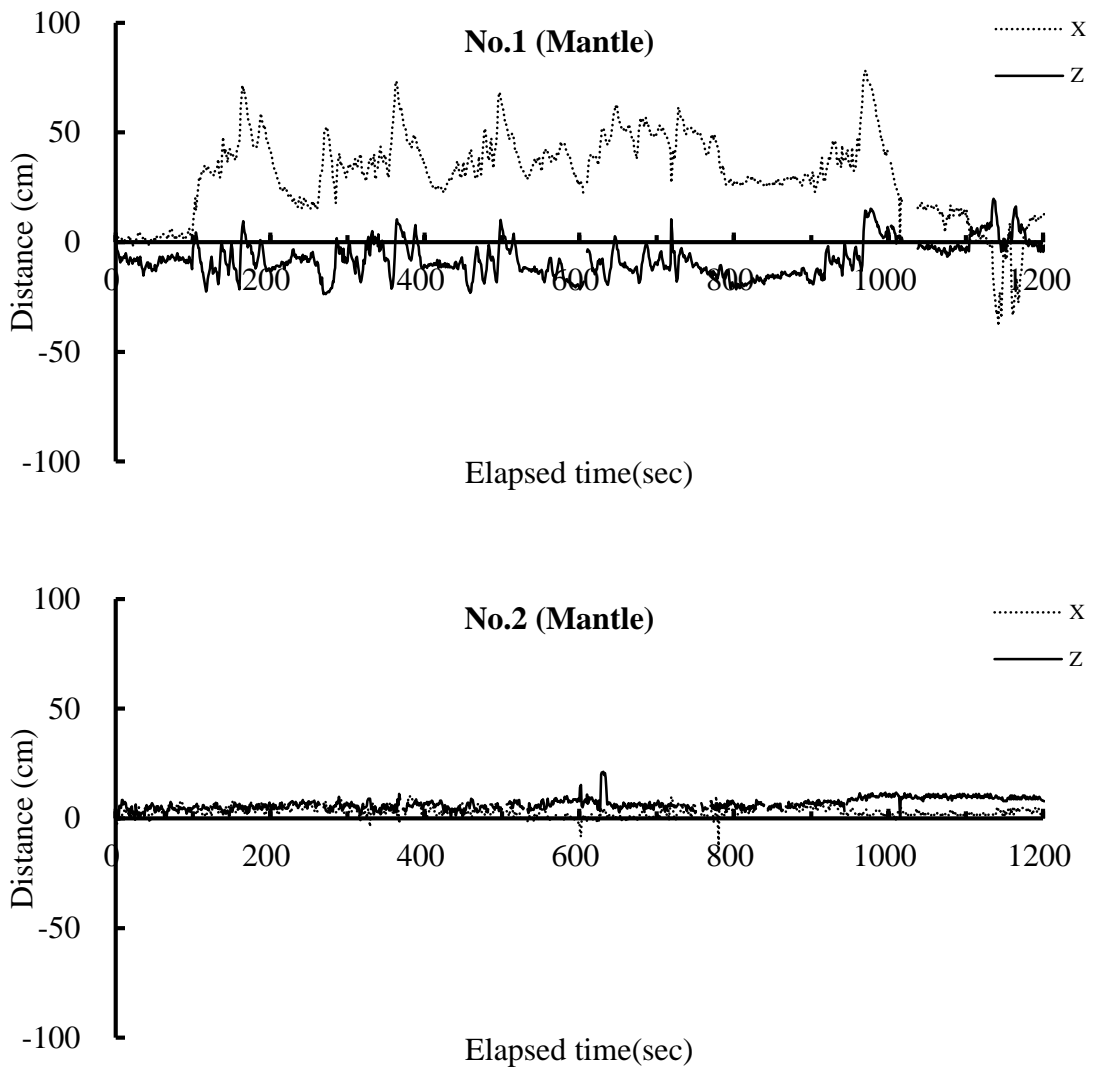 100
No.1 (Mantle)
X
Z
50
0
-50
-100
Distance (cm)
0 200 400 600 800 1000 1200
Elapsed time(sec)
100
No.2 (Mantle)
X
Z
50
0
-50
-100
Distance (cm)
0 200 400 600 800 1000 1200
Elapsed time(sec)